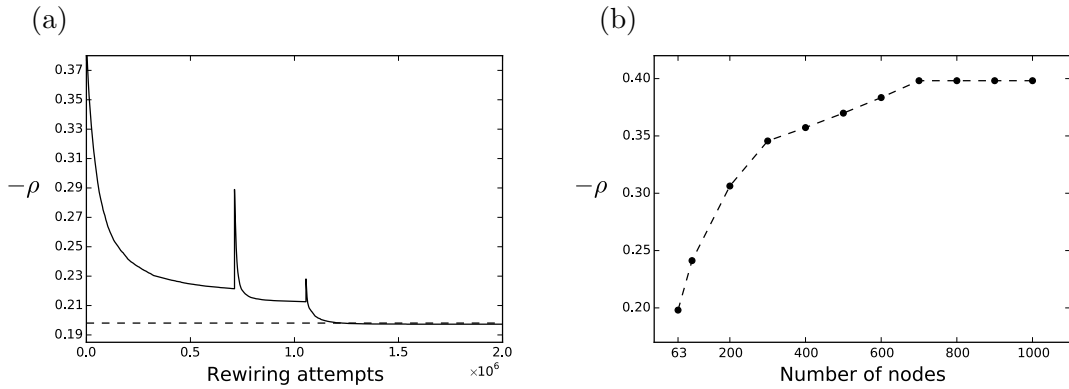 (a)
−ρ
0.37
0.35
0.33
0.31
0.29
0.27
0.25
0.23
0.21
0.19
0.0 0.5 1.0 1.5 2.0
×10⁶
Rewiring attempts
(b)
−ρ
0.40
0.35
0.30
0.25
0.20
63 200 400 600 800 1000
Number of nodes